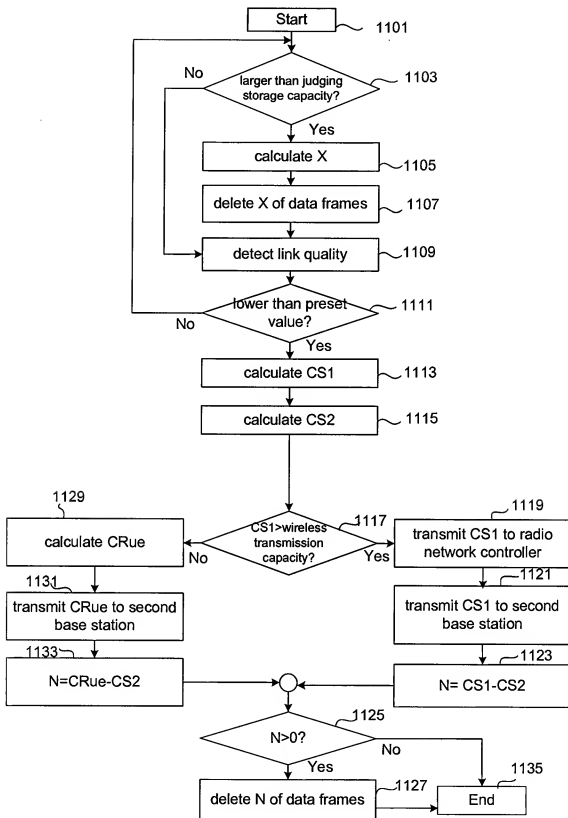 Start
1101
No
larger than judging
storage capacity?
1103
Yes
calculate X
1105
delete X of data frames
1107
detect link quality
1109
lower than preset
value?
1111
No
Yes
calculate CS1
1113
calculate CS2
1115
1129
CS1>wireless
transmission
capacity?
1117
1119
calculate CRue
No
Yes
transmit CS1 to radio
network controller
1131
transmit CRue to second
base station
1121
transmit CS1 to second
base station
1133
N=CRue-CS2
1123
N= CS1-CS2
1125
N>0?
No
Yes
1127
delete N of data frames
1135
End